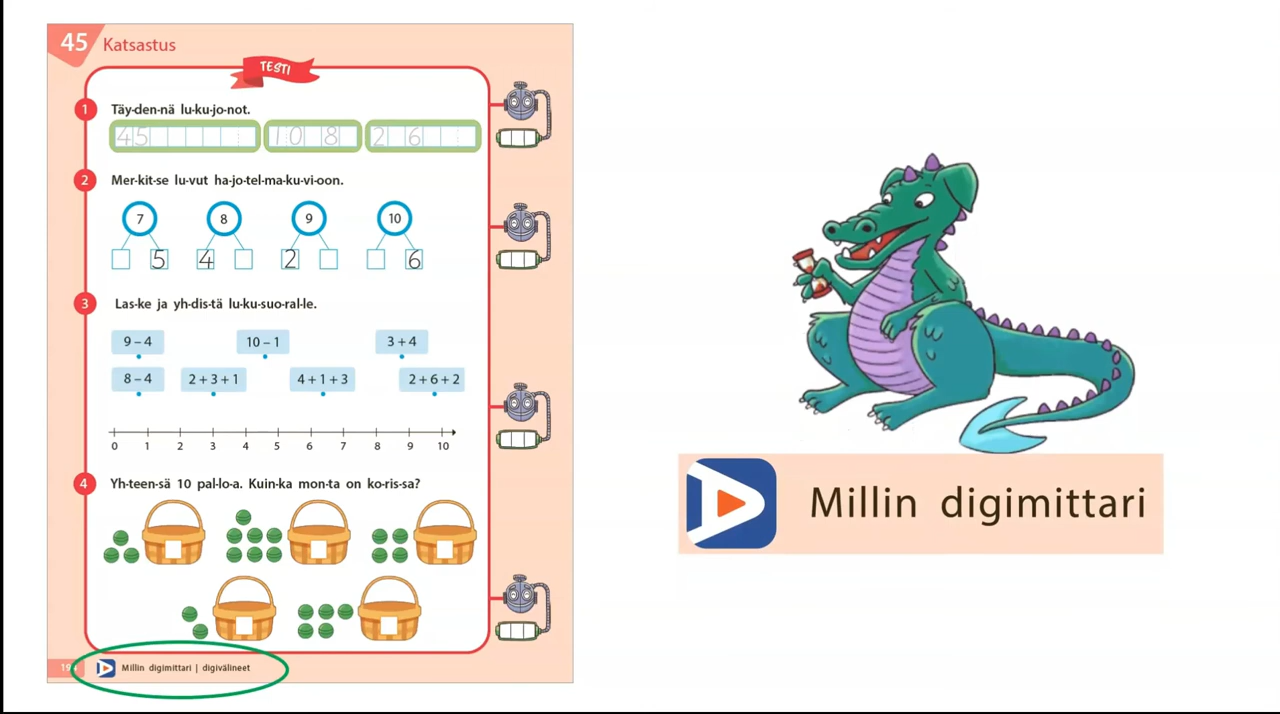 45 Katsastus
TESTI
1 Täy-den-nä lu-ku-jo-not.
45 10 8 2 6
2 Mer-kit-se lu-vut ha-jo-tel-ma-ku-vi-oon.
7 8 9 10
5 4 2 6
3 Las-ke ja yh-dis-tä lu-ku-suo-ral-le.
9 – 4 10 – 1 3 + 4
8 – 4 2 + 3 + 1 4 + 1 + 3 2 + 6 + 2
0 1 2 3 4 5 6 7 8 9 10
4 Yh-teen-sä 10 pal-lo-a. Kuin-ka mon-ta on ko-ris-sa?
Millin digimittari | digivälineet
Millin digimittari